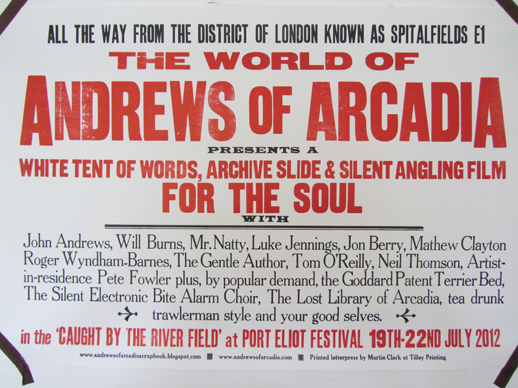 ALL THE WAY FROM THE DISTRICT OF LONDON KNOWN AS SPITALFIELDS E1
THE WORLD OF
ANDREWS OF ARCADIA
PRESENTS A
WHITE TENT OF WORDS, ARCHIVE SLIDE & SILENT ANGLING FILM
FOR THE SOUL
WITH
John Andrews, Will Burns, Mr. Natty, Luke Jennings, Jon Berry, Mathew Clayton
Roger Wyndham-Barnes, The Gentle Author, Tom O'Reilly, Neil Thomson, Artist-
in-residence Pete Fowler plus, by popular demand, the Goddard Patent Terrier Bed,
The Silent Electronic Bite Alarm Choir, The Lost Library of Arcadia, tea drunk
trawlerman style and your good selves.
in the 'CAUGHT BY THE RIVER FIELD' at PORT ELIOT FESTIVAL 19TH-22ND JULY 2012
www.andrewsofarcadiascrapbook.blogspot.com ■ www.andrewsofarcadia.com ■ Printed letterpress by Martin Clark at Tilley Printing